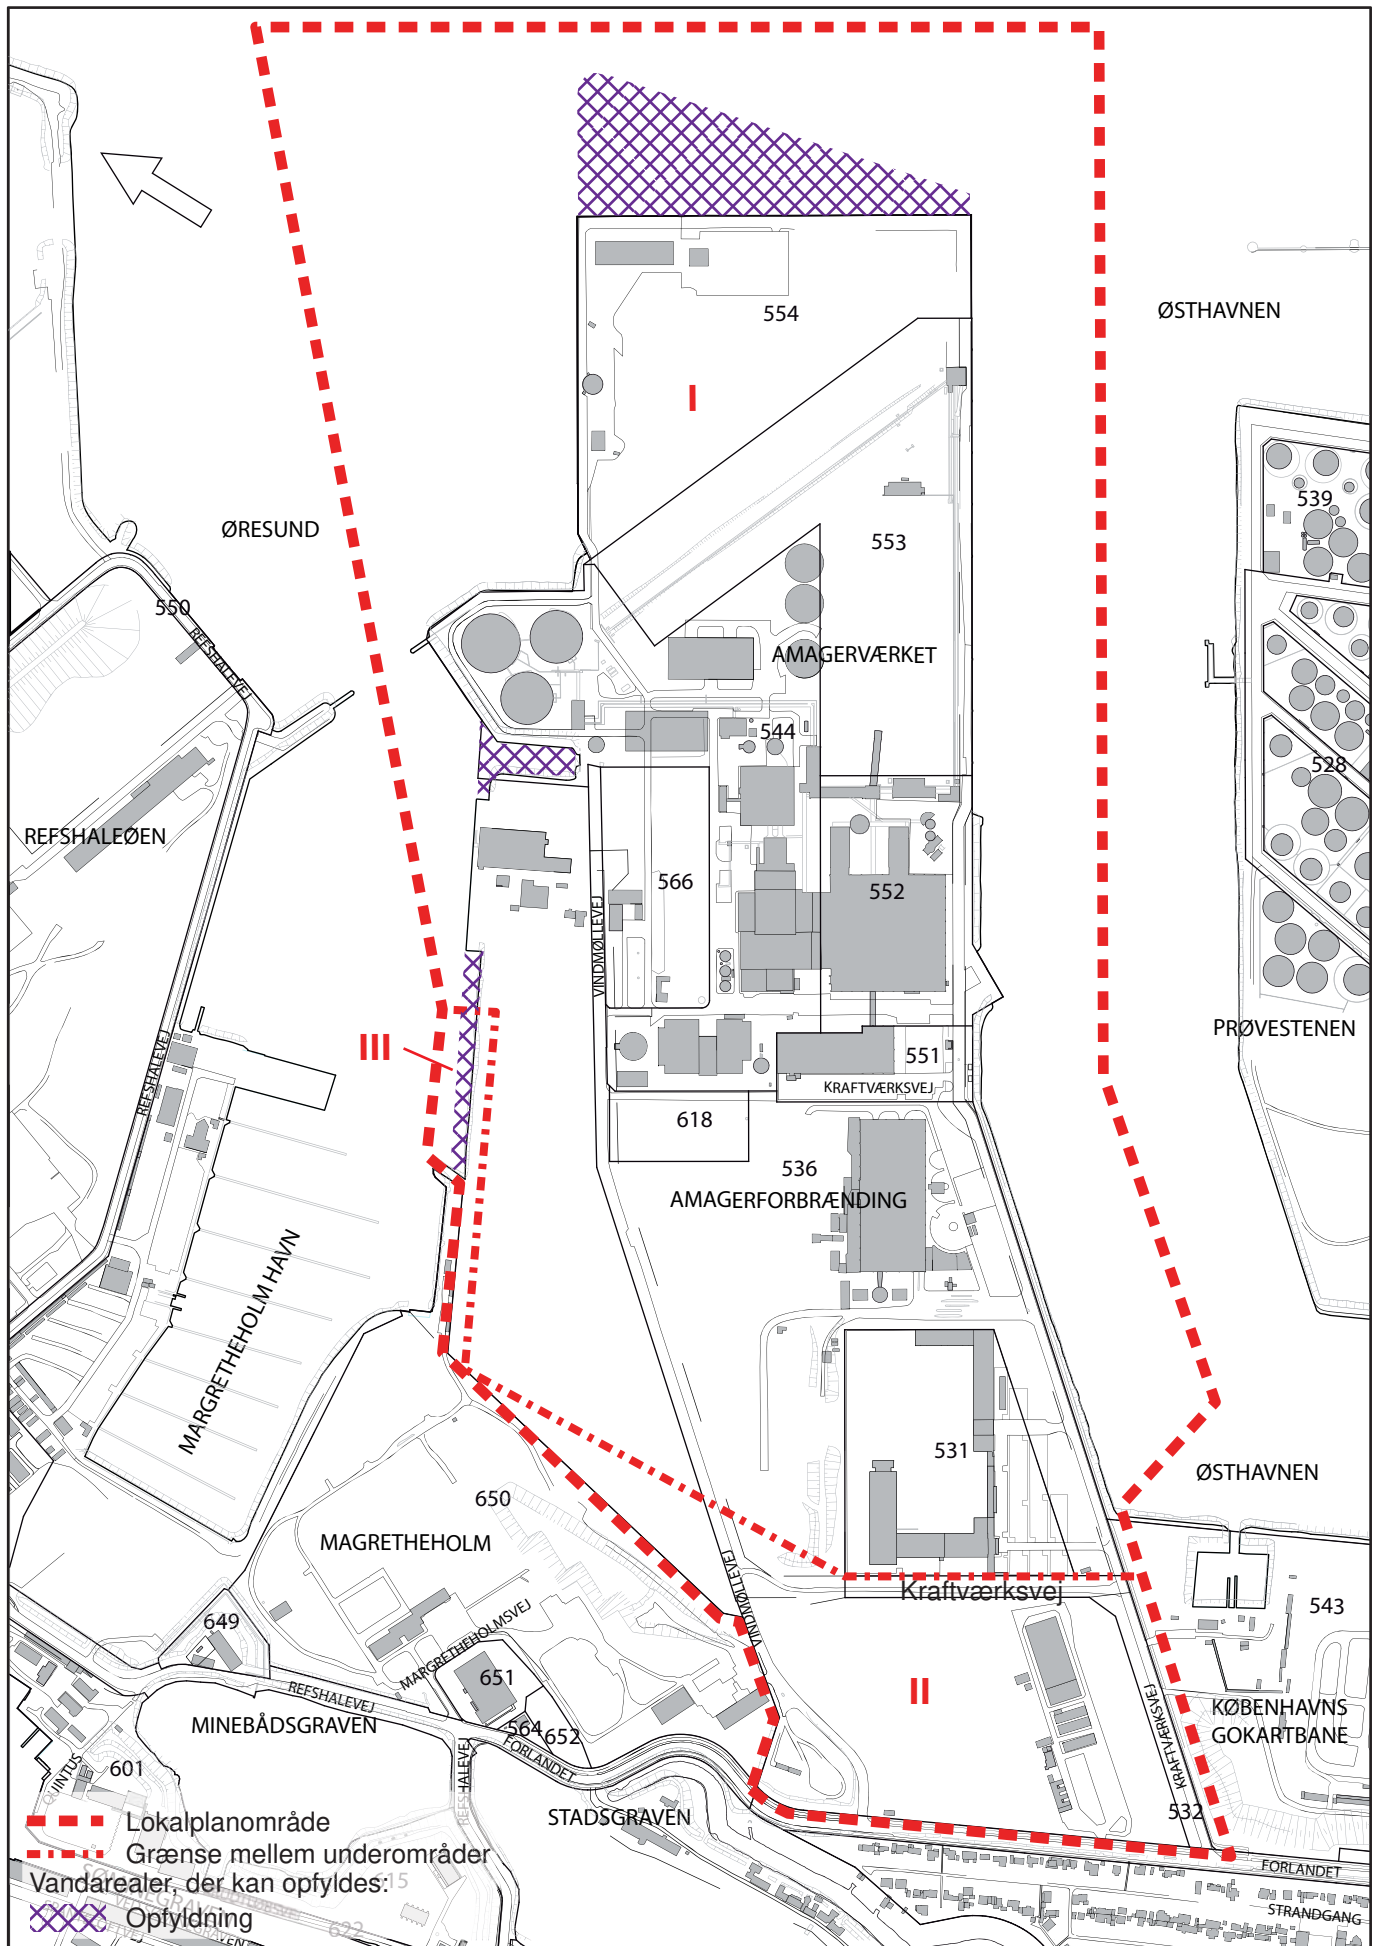 554
ØSTHAVNEN
I
539
ØRESUND
553
550
REFSHALEVEJ
AMAGERVÆRKET
544
528
REFSHALEØEN
566
552
VINDMØLLEVEJ
PRØVESTENEN
III
551
REFSHALEVEJ
KRAFTVÆRKSVEJ
618
536
AMAGERFORBRÆNDING
MARGRETHEHOLM HAVN
531
ØSTHAVNEN
650
MAGRETHEHOLM
VINDMØLLEVEJ
Kraftværksvej
543
649
MARGRETHEHOLMSVEJ
651
II
REFSHALEVEJ
KRAFTVÆRKSVEJ
KØBENHAVNS
GOKARTBANE
MINEBÅDSGRAVEN
564
652
FORLANDET
REFSHALEVEJ
QUINTUS
601
532
STADSGRAVEN
Lokalplanområde
Grænse mellem underområder
FORLANDET
Vandarealer, der kan opfyldes:
615
STRANDGANG
Opfyldning
622